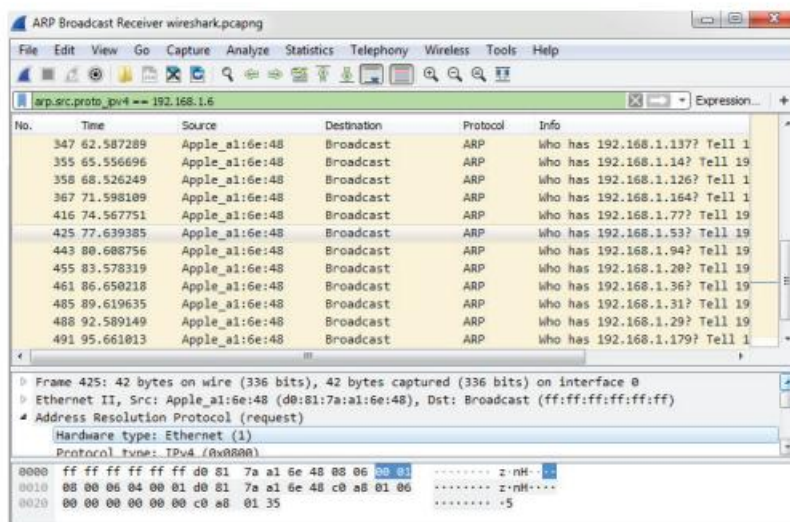 ARP Broadcast Receiver wireshark.pcapng
File Edit View Go Capture Analyze Statistics Telephony Wireless Tools Help
arp.src.proto_ipv4 == 192.168.1.6 Expression... +
No. Time Source Destination Protocol Info
347 62.587289 Apple_a1:6e:48 Broadcast ARP Who has 192.168.1.137? Tell 1
355 65.556696 Apple_a1:6e:48 Broadcast ARP Who has 192.168.1.14? Tell 19
358 68.526249 Apple_a1:6e:48 Broadcast ARP Who has 192.168.1.126? Tell 1
367 71.598109 Apple_a1:6e:48 Broadcast ARP Who has 192.168.1.164? Tell 1
416 74.567751 Apple_a1:6e:48 Broadcast ARP Who has 192.168.1.77? Tell 19
425 77.639385 Apple_a1:6e:48 Broadcast ARP Who has 192.168.1.53? Tell 19
443 80.608756 Apple_a1:6e:48 Broadcast ARP Who has 192.168.1.94? Tell 19
455 83.578319 Apple_a1:6e:48 Broadcast ARP Who has 192.168.1.20? Tell 19
461 86.650218 Apple_a1:6e:48 Broadcast ARP Who has 192.168.1.36? Tell 19
485 89.619635 Apple_a1:6e:48 Broadcast ARP Who has 192.168.1.31? Tell 19
488 92.589149 Apple_a1:6e:48 Broadcast ARP Who has 192.168.1.29? Tell 19
491 95.661013 Apple_a1:6e:48 Broadcast ARP Who has 192.168.1.179? Tell 1
Frame 425: 42 bytes on wire (336 bits), 42 bytes captured (336 bits) on interface 0
Ethernet II, Src: Apple_a1:6e:48 (d0:81:7a:a1:6e:48), Dst: Broadcast (ff:ff:ff:ff:ff:ff)
Address Resolution Protocol (request)
Hardware type: Ethernet (1)
Protocol type: IPv4 (0x0800)
0000 ff ff ff ff ff ff d0 81 7a a1 6e 48 08 06 00 01 ········ z·nH····
0010 08 00 06 04 00 01 d0 81 7a a1 6e 48 c0 a8 01 06 ········ z·nH····
0020 00 00 00 00 00 00 c0 a8 01 35 ········ ·5